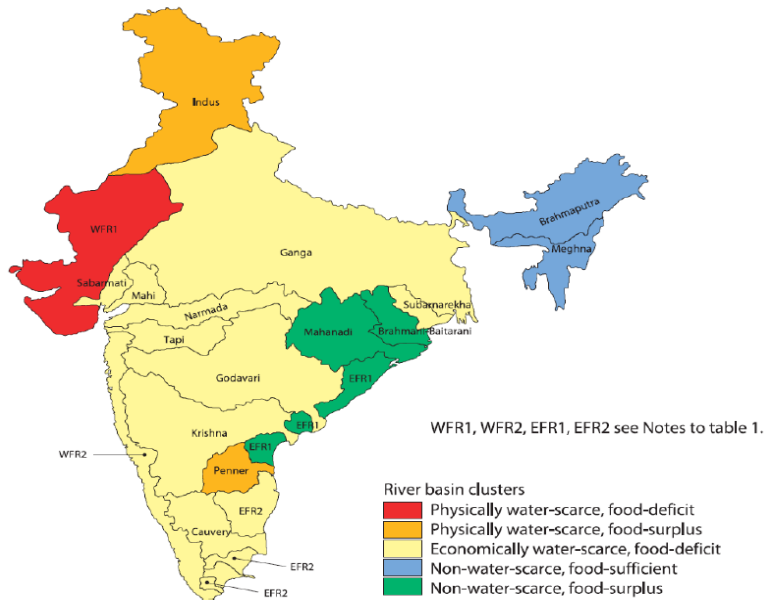 Indus
WFR1
Brahmaputra
Meghna
Ganga
Sabarmati
Mahi
Narmada
Subarnarekha
Mahanadi
Brahmani-Baitarani
Tapi
Godavari
EFR1
Krishna
EFR1
EFR1
WFR2
Penner
EFR2
Cauvery
EFR2
EFR2
WFR1, WFR2, EFR1, EFR2 see Notes to table 1.
River basin clusters
Physically water-scarce, food-deficit
Physically water-scarce, food-surplus
Economically water-scarce, food-deficit
Non-water-scarce, food-sufficient
Non-water-scarce, food-surplus